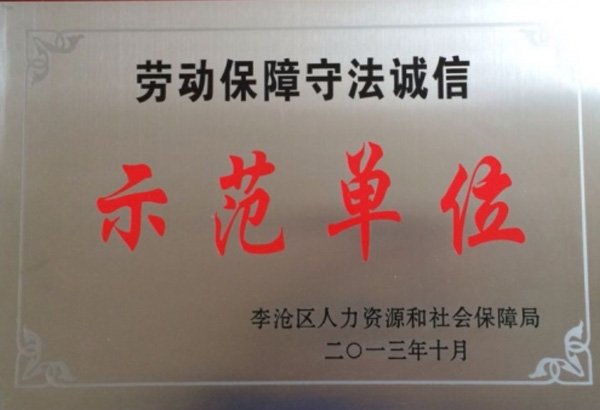 劳动保障守法诚信
示范单位
李沧区人力资源和社会保障局
二〇一三年十月